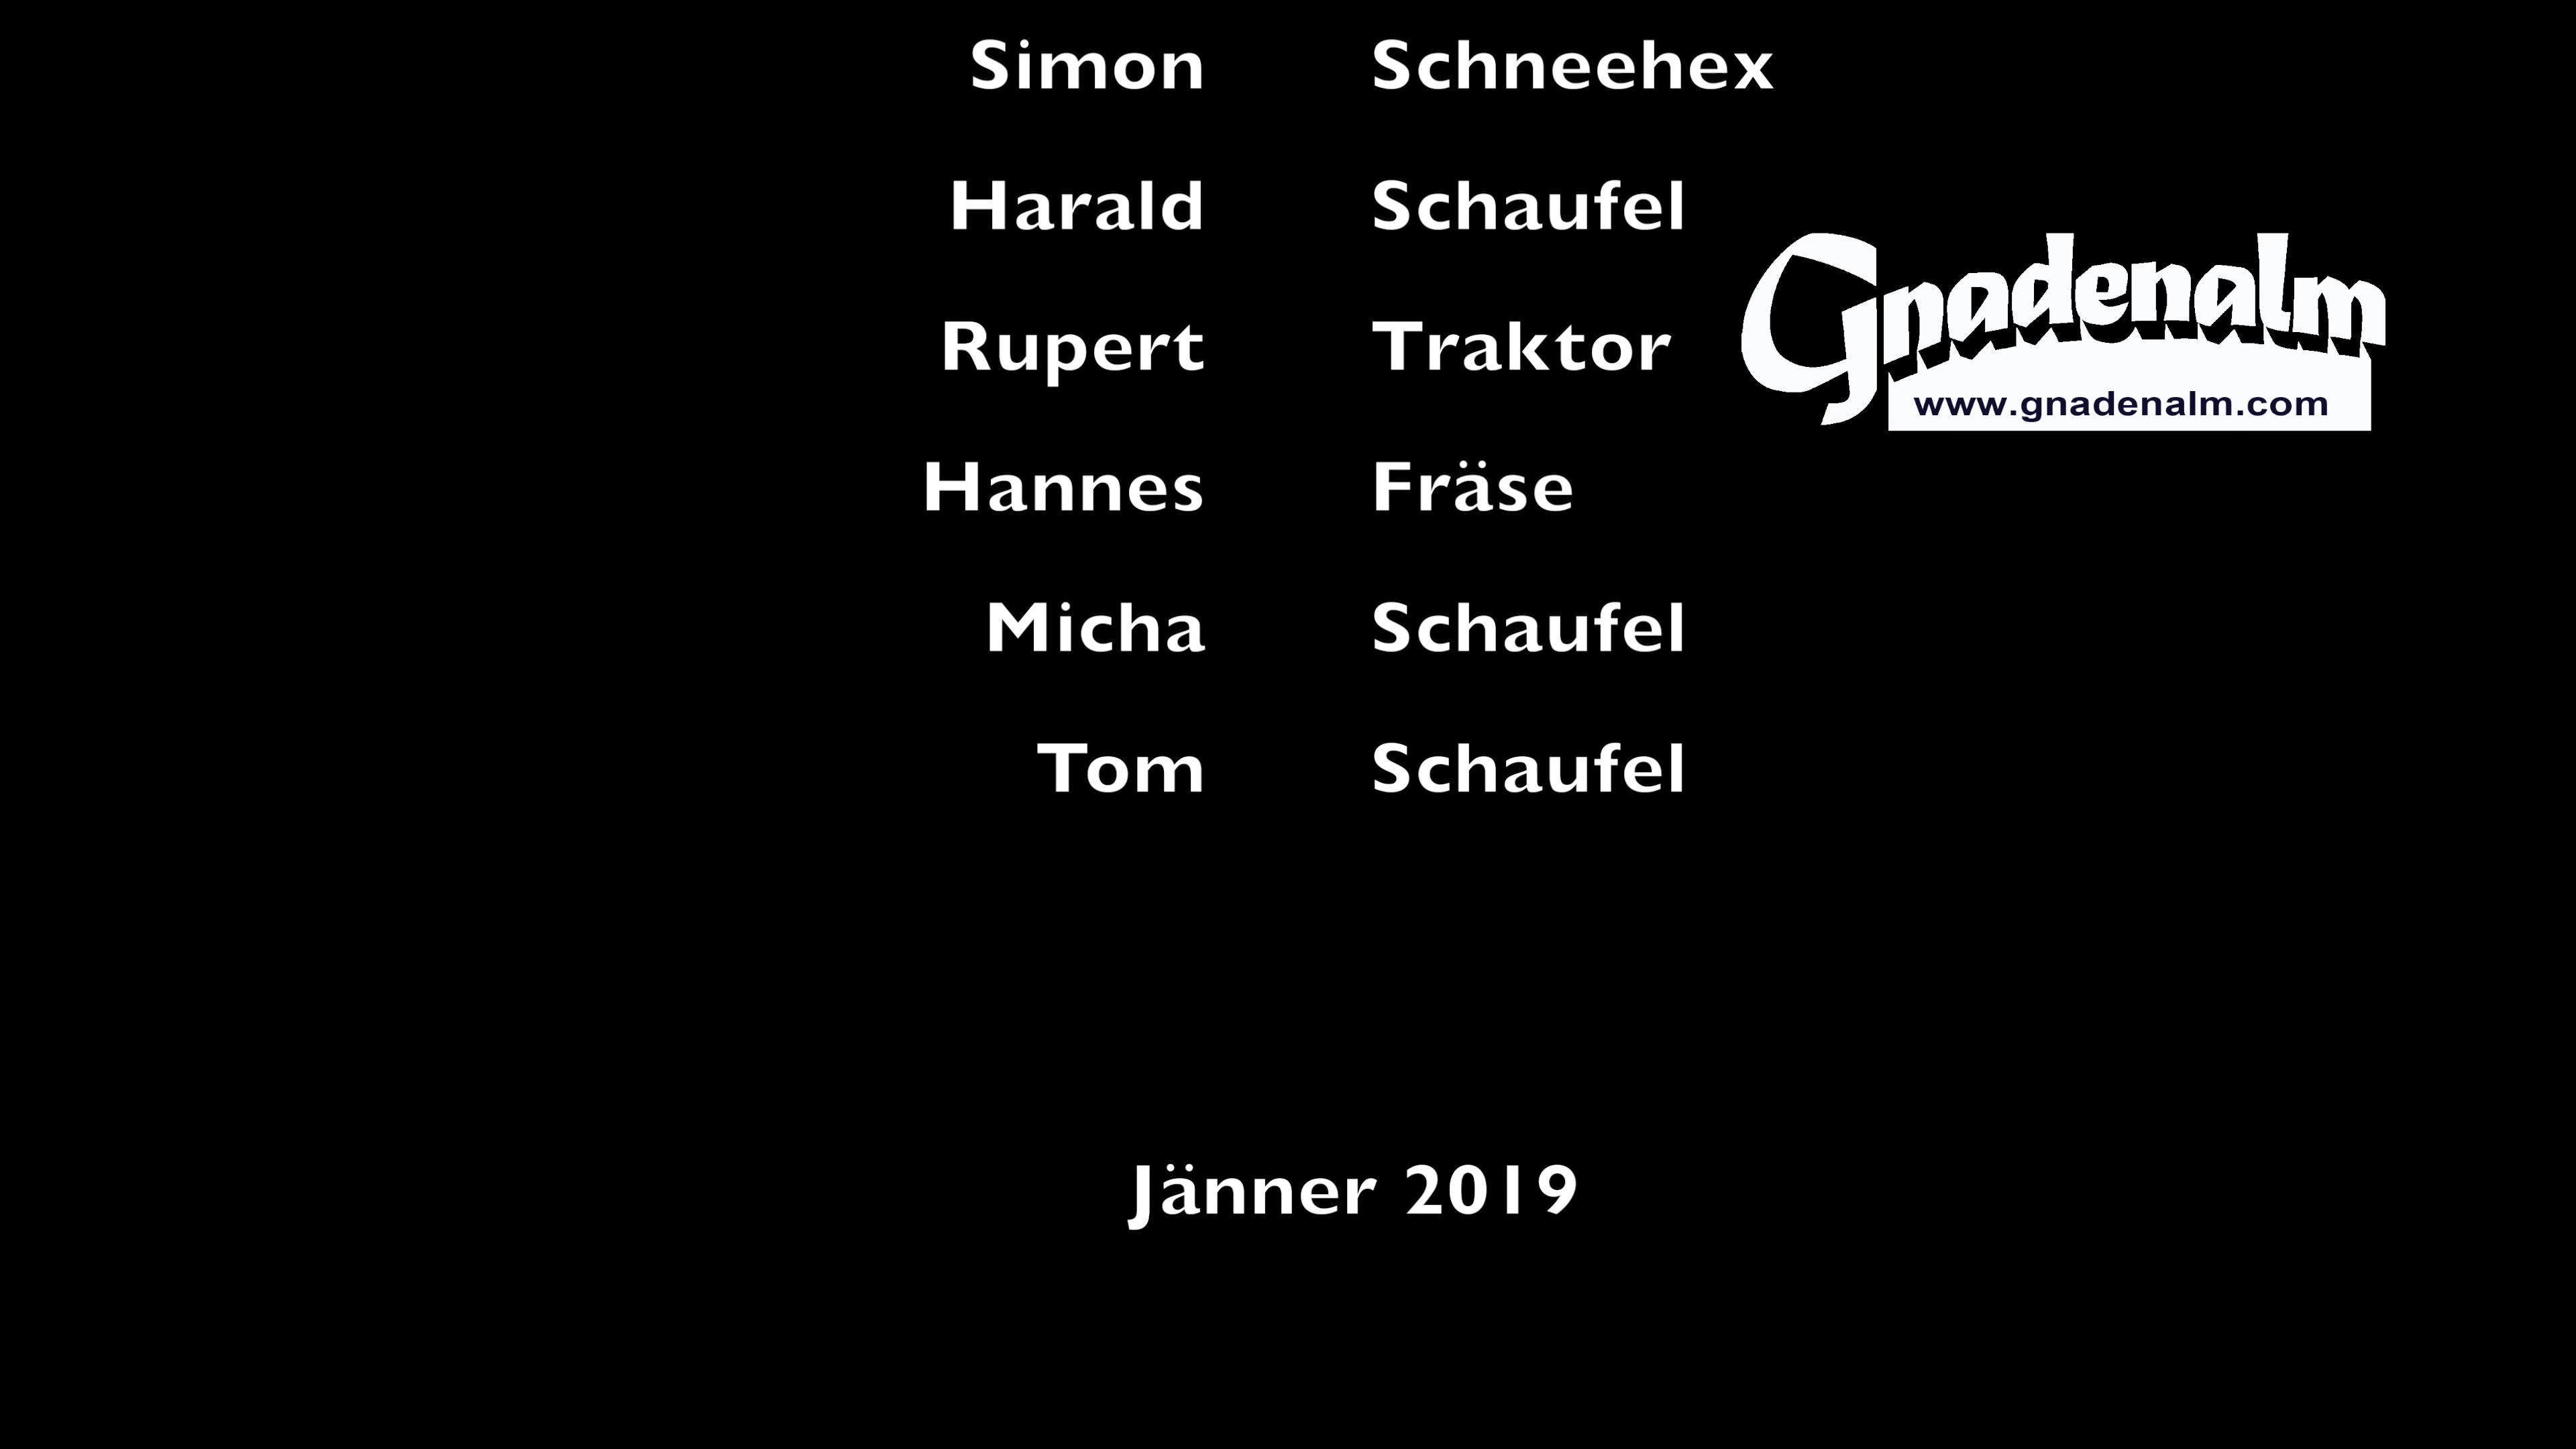 Simon Schneehex
Harald Schaufel
Rupert Traktor
Hannes Fräse
Micha Schaufel
Tom Schaufel
Gnadenalm
www.gnadenalm.com
Jänner 2019